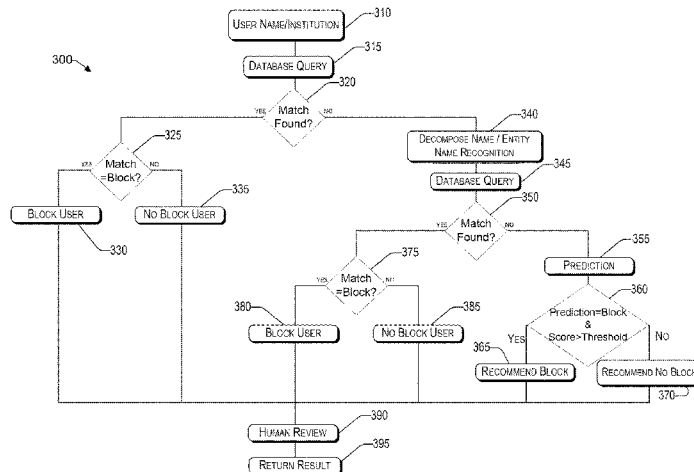 USER NAME/INSTITUTION
310
315
300
DATABASE QUERY
320
Match
Found?
YES
NO
325
340
DECOMPOSE NAME / ENTITY
NAME RECOGNITION
Match
=Block?
YES
NO
335
345
DATABASE QUERY
350
BLOCK USER
NO BLOCK USER
330
Match
Found?
YES
NO
355
PREDICTION
375
Match
=Block?
YES
NO
360
Prediction=Block
&
Score>Threshold
380
385
BLOCK USER
NO BLOCK USER
YES
NO
365
RECOMMEND BLOCK
RECOMMEND NO BLOCK
370
390
HUMAN REVIEW
395
RETURN RESULT